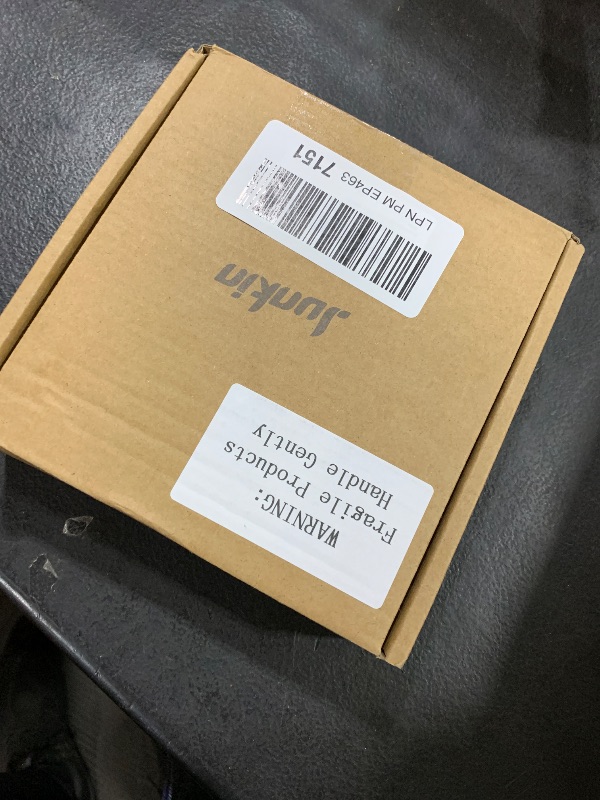 LPN PM EP463 7151
Junkin
WARNING:
Fragile Products
Handle Gently